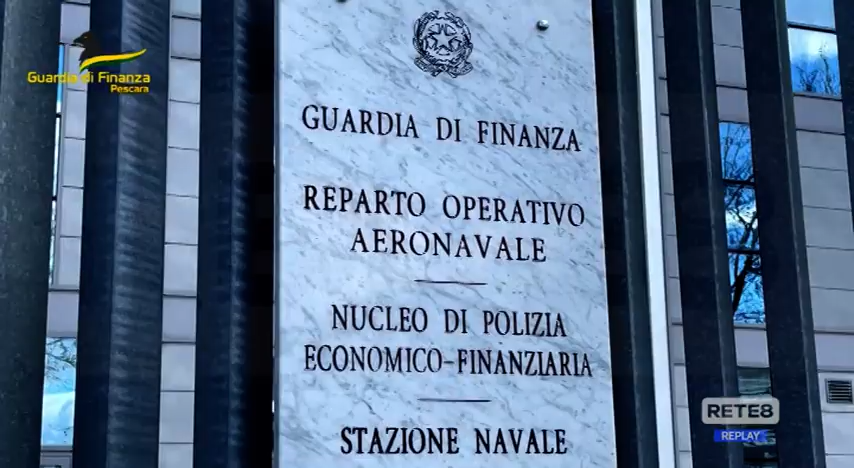 Guardia di Finanza
Pescara
GUARDIA DI FINANZA
REPARTO OPERATIVO
AERONAVALE
NUCLEO DI POLIZIA
ECONOMICO-FINANZIARIA
STAZIONE NAVALE
RETE8
REPLAY